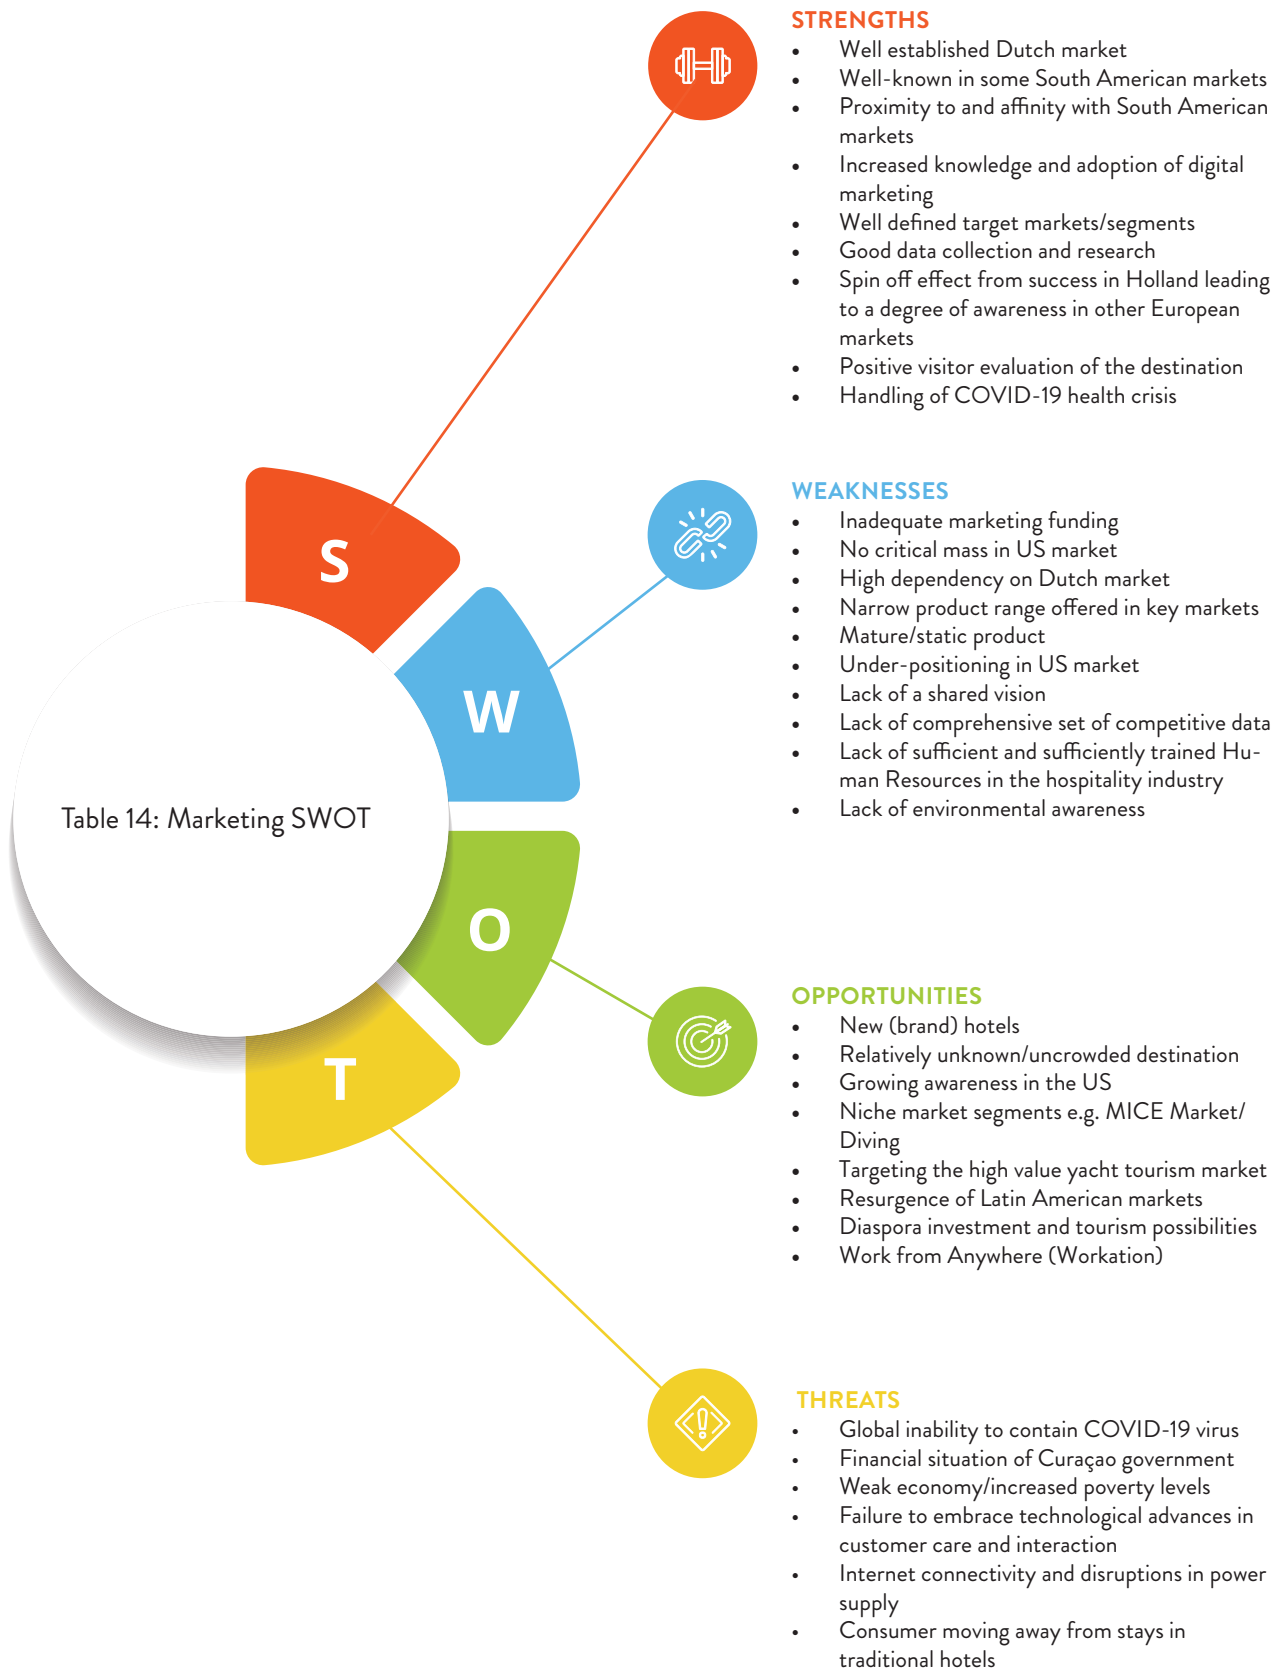 STRENGTHS
• Well established Dutch market
• Well-known in some South American markets
• Proximity to and affinity with South American
markets
• Increased knowledge and adoption of digital
marketing
• Well defined target markets/segments
• Good data collection and research
• Spin off effect from success in Holland leading
to a degree of awareness in other European
markets
• Positive visitor evaluation of the destination
• Handling of COVID-19 health crisis
S
WEAKNESSES
• Inadequate marketing funding
• No critical mass in US market
• High dependency on Dutch market
• Narrow product range offered in key markets
• Mature/static product
• Under-positioning in US market
• Lack of a shared vision
• Lack of comprehensive set of competitive data
• Lack of sufficient and sufficiently trained Hu-
man Resources in the hospitality industry
• Lack of environmental awareness
W
Table 14: Marketing SWOT
O
OPPORTUNITIES
• New (brand) hotels
• Relatively unknown/uncrowded destination
• Growing awareness in the US
• Niche market segments e.g. MICE Market/
Diving
• Targeting the high value yacht tourism market
• Resurgence of Latin American markets
• Diaspora investment and tourism possibilities
• Work from Anywhere (Workation)
T
THREATS
• Global inability to contain COVID-19 virus
• Financial situation of Curaçao government
• Weak economy/increased poverty levels
• Failure to embrace technological advances in
customer care and interaction
• Internet connectivity and disruptions in power
supply
• Consumer moving away from stays in
traditional hotels